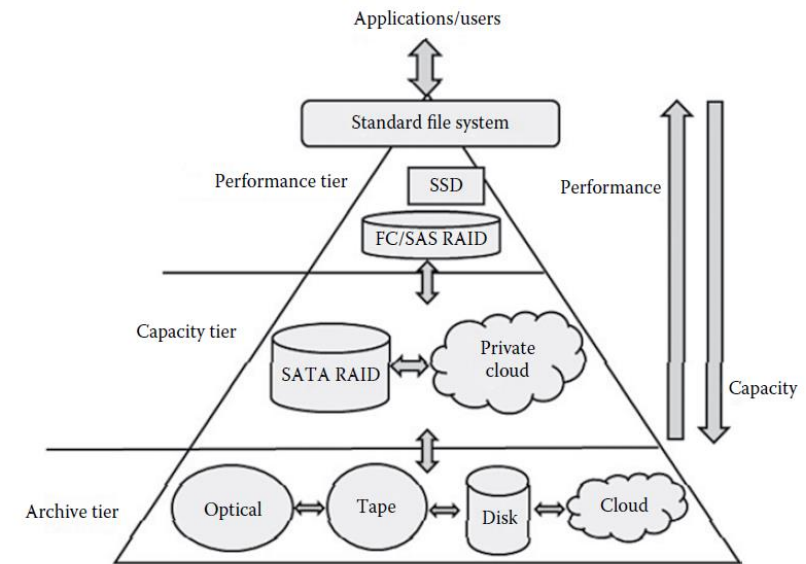 Applications/users
Standard file system
Performance tier
SSD
Performance
FC/SAS RAID
Capacity tier
SATA RAID
Private
cloud
Capacity
Archive tier
Optical
Tape
Disk
Cloud